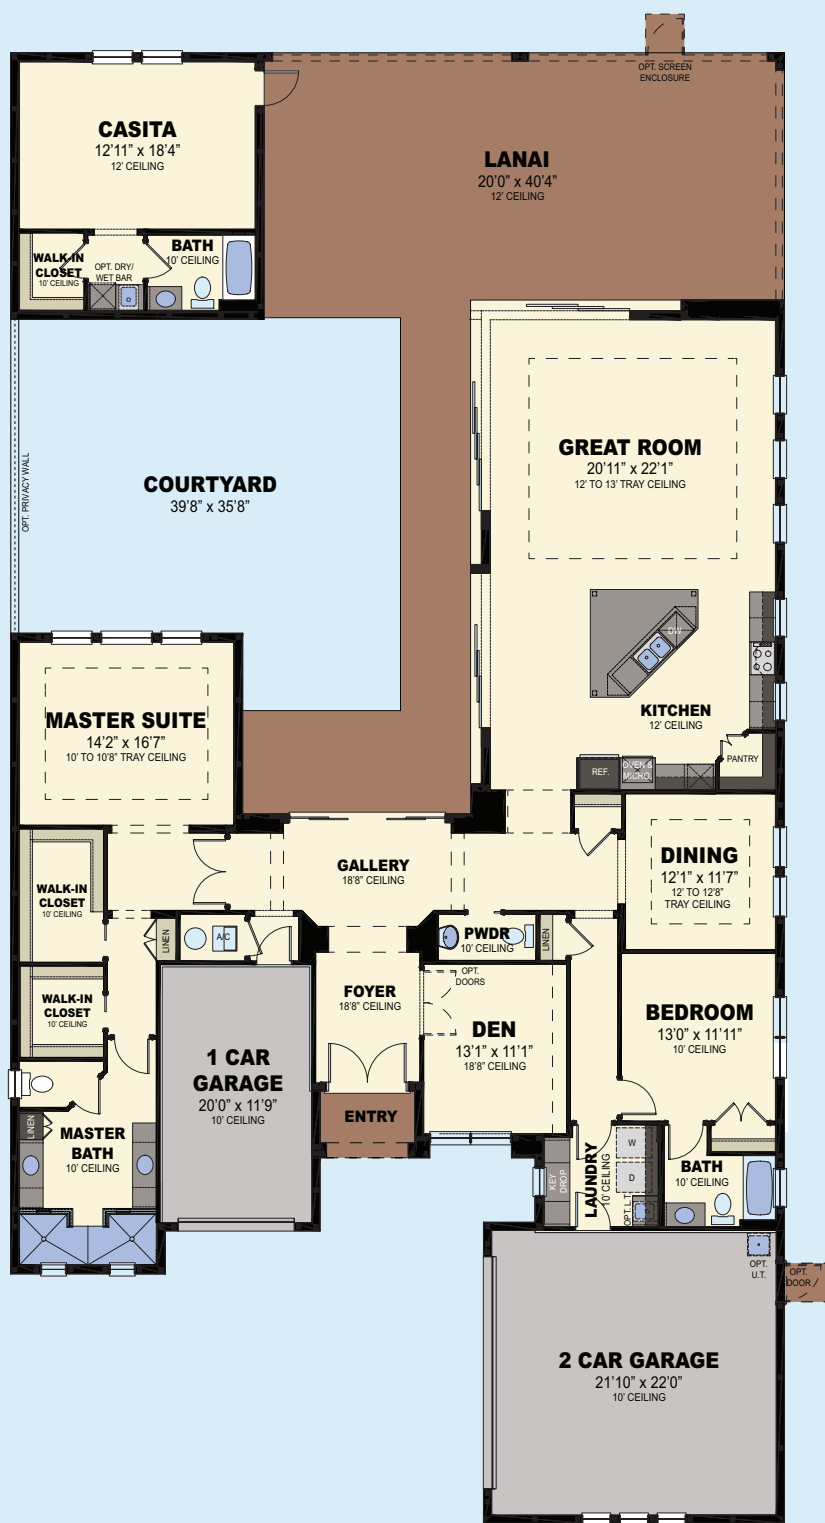 OPT. SCREEN
ENCLOSURE
CASITA
12'11" x 18'4"
12' CEILING
LANAI
20'0" x 40'4"
12' CEILING
WALK-IN
CLOSET
10' CEILING
OPT. DRY/
WET BAR
BATH
10' CEILING
OPT. PRIVACY WALL
COURTYARD
39'8" x 35'8"
GREAT ROOM
20'11" x 22'1"
12' TO 13' TRAY CEILING
DW
KITCHEN
12' CEILING
REF.
OVEN &
MICRO.
PANTRY
MASTER SUITE
14'2" x 16'7"
10' TO 10'8" TRAY CEILING
GALLERY
18'8" CEILING
DINING
12'1" x 11'7"
12' TO 12'8"
TRAY CEILING
WALK-IN
CLOSET
10' CEILING
LINEN
A/C
PWDR
10' CEILING
LINEN
WALK-IN
CLOSET
10' CEILING
FOYER
18'8" CEILING
OPT.
DOORS
DEN
13'1" x 11'1"
18'8" CEILING
BEDROOM
13'0" x 11'11"
10' CEILING
1 CAR
GARAGE
20'0" x 11'9"
10' CEILING
ENTRY
LINEN
MASTER
BATH
10' CEILING
KEY
DROP
LAUNDRY
10' CEILING
W
D
OPT. L.T.
BATH
10' CEILING
OPT.
U.T.
OPT.
DOOR
2 CAR GARAGE
21'10" x 22'0"
10' CEILING